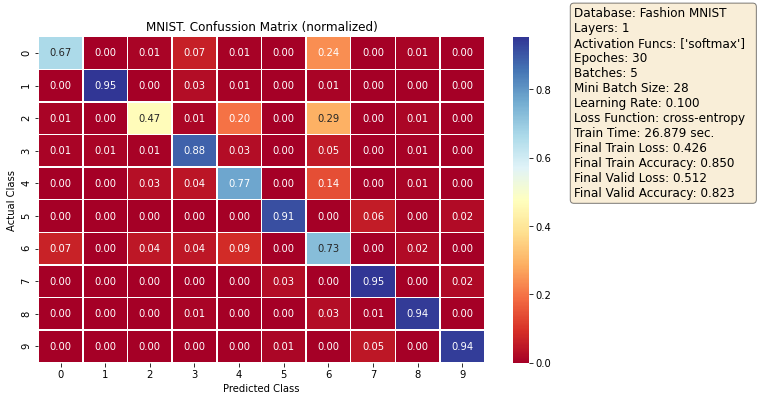 MNIST. Confussion Matrix (normalized)
Actual Class
0 0.67 0.00 0.01 0.07 0.01 0.00 0.24 0.00 0.01 0.00
1 0.00 0.95 0.00 0.03 0.01 0.00 0.01 0.00 0.00 0.00
2 0.01 0.00 0.47 0.01 0.20 0.00 0.29 0.00 0.01 0.00
3 0.01 0.01 0.01 0.88 0.03 0.00 0.05 0.00 0.01 0.00
4 0.00 0.00 0.03 0.04 0.77 0.00 0.14 0.00 0.01 0.00
5 0.00 0.00 0.00 0.00 0.00 0.91 0.00 0.06 0.00 0.02
6 0.07 0.00 0.04 0.04 0.09 0.00 0.73 0.00 0.02 0.00
7 0.00 0.00 0.00 0.00 0.00 0.03 0.00 0.95 0.00 0.02
8 0.00 0.00 0.00 0.01 0.00 0.00 0.03 0.01 0.94 0.00
9 0.00 0.00 0.00 0.00 0.00 0.01 0.00 0.05 0.00 0.94
0 1 2 3 4 5 6 7 8 9
Predicted Class
0.8
0.6
0.4
0.2
0.0
Database: Fashion MNIST
Layers: 1
Activation Funcs: ['softmax']
Epoches: 30
Batches: 5
Mini Batch Size: 28
Learning Rate: 0.100
Loss Function: cross-entropy
Train Time: 26.879 sec.
Final Train Loss: 0.426
Final Train Accuracy: 0.850
Final Valid Loss: 0.512
Final Valid Accuracy: 0.823